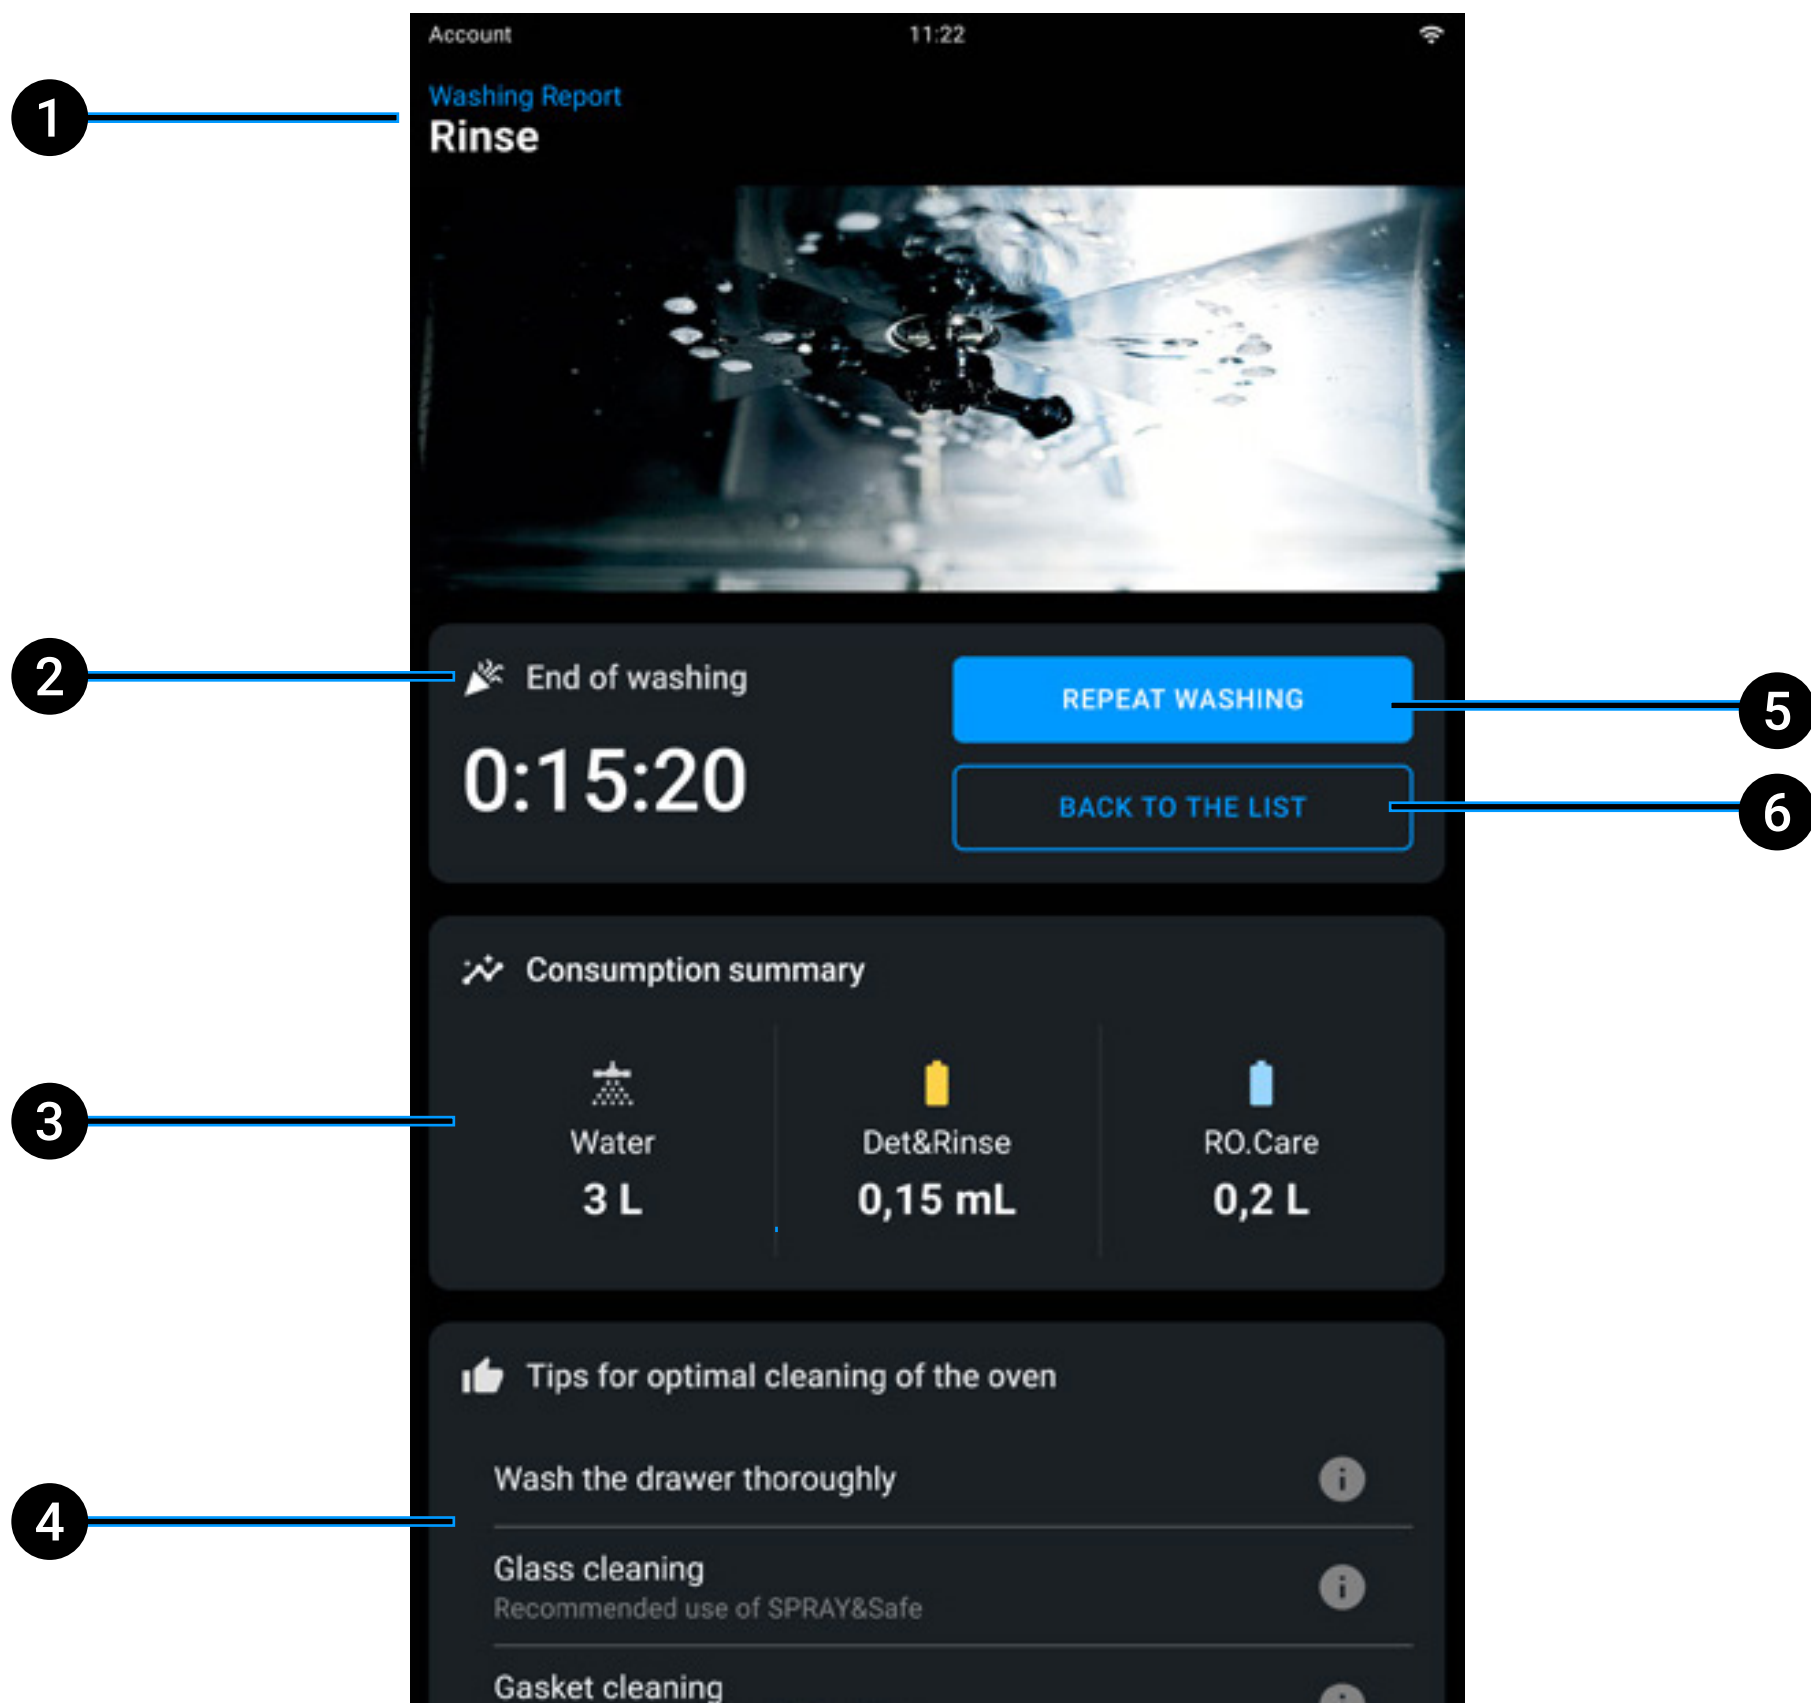 Account
11:22
1
Washing Report
Rinse
2
End of washing
0:15:20
REPEAT WASHING
5
BACK TO THE LIST
6
Consumption summary
3
Water
Det&Rinse
RO.Care
3 L
0,15 mL
0,2 L
Tips for optimal cleaning of the oven
Wash the drawer thoroughly
4
Glass cleaning
Recommended use of SPRAY&Safe
Gasket cleaning